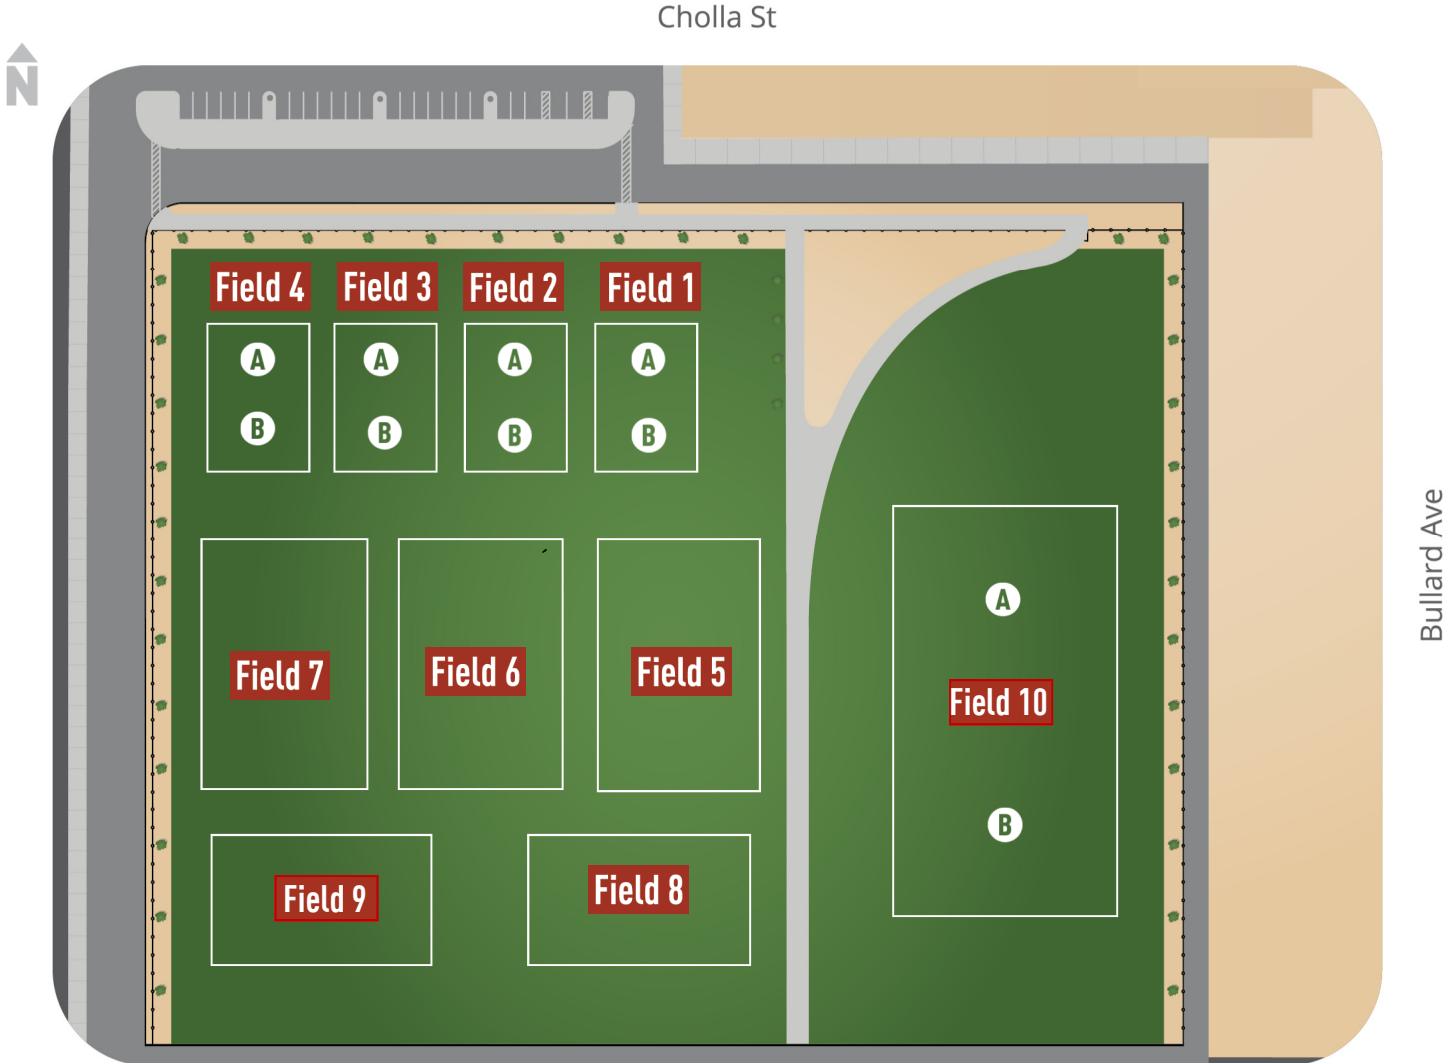 Cholla St
N
Field 4
Field 3
Field 2
Field 1
A
A
A
A
B
B
B
B
Field 7
Field 6
Field 5
A
Field 10
B
Field 9
Field 8
Bullard Ave